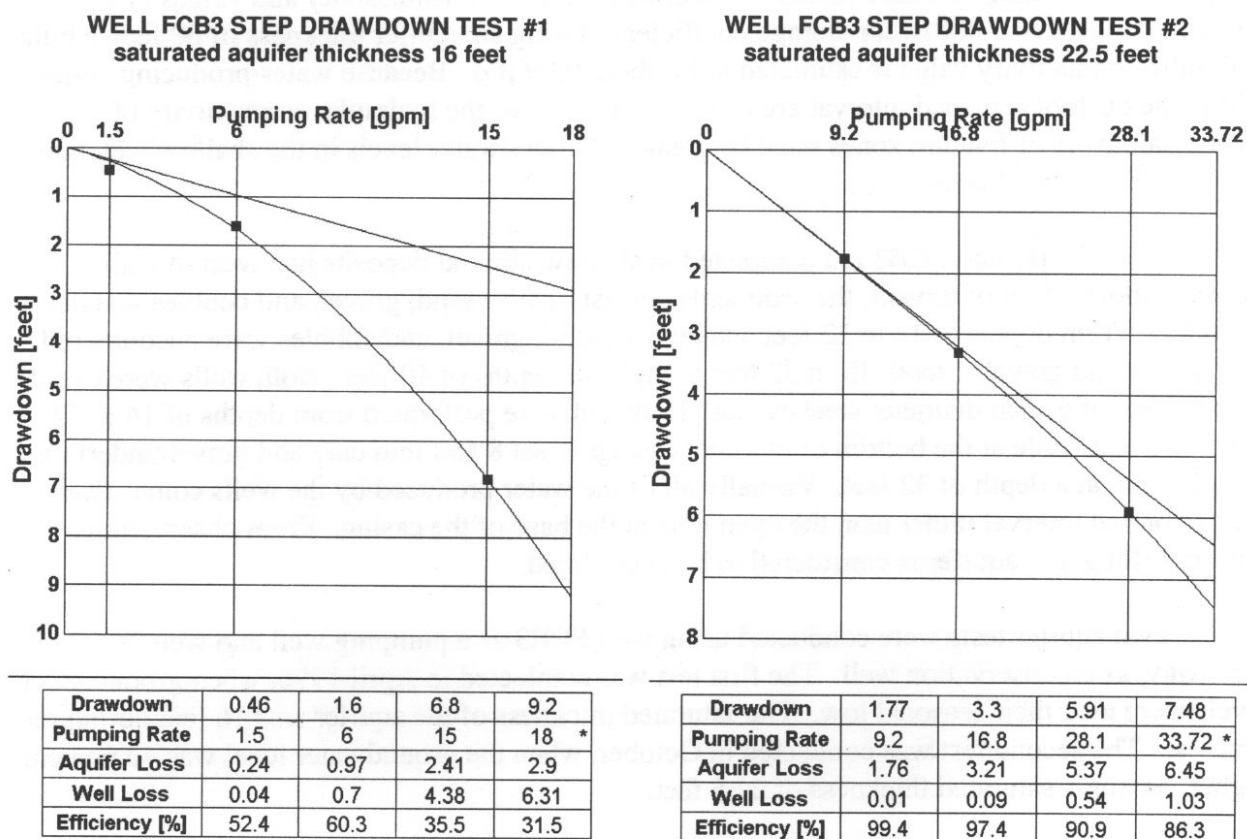 WELL FCB3 STEP DRAWDOWN TEST #1
saturated aquifer thickness 16 feet
Pumping Rate [gpm]
0 1.5 6 15 18
0
1
2
3
4
5
6
7
8
9
10
Drawdown [feet]
Drawdown 0.46 1.6 6.8 9.2
Pumping Rate 1.5 6 15 18 *
Aquifer Loss 0.24 0.97 2.41 2.9
Well Loss 0.04 0.7 4.38 6.31
Efficiency [%] 52.4 60.3 35.5 31.5
WELL FCB3 STEP DRAWDOWN TEST #2
saturated aquifer thickness 22.5 feet
Pumping Rate [gpm]
0 9.2 16.8 28.1 33.72
0
1
2
3
4
5
6
7
8
Drawdown [feet]
Drawdown 1.77 3.3 5.91 7.48
Pumping Rate 9.2 16.8 28.1 33.72 *
Aquifer Loss 1.76 3.21 5.37 6.45
Well Loss 0.01 0.09 0.54 1.03
Efficiency [%] 99.4 97.4 90.9 86.3